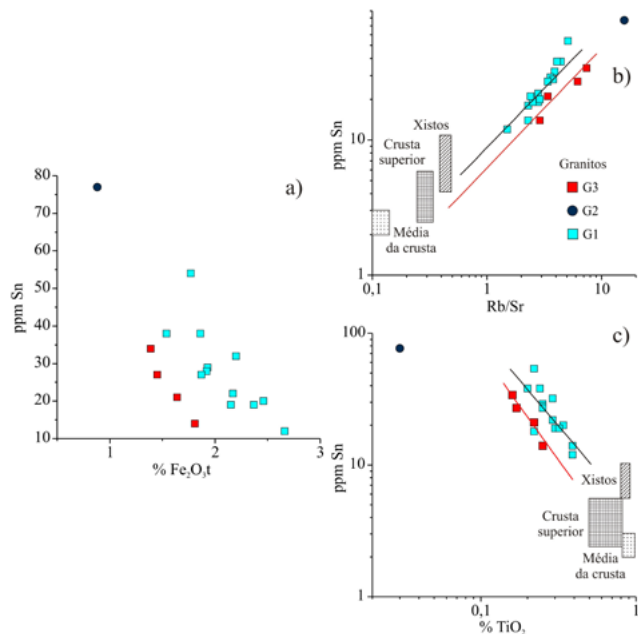 a)
ppm Sn
80
70
60
50
40
30
20
10
1
2
3
% Fe₂O₃t
b)
ppm Sn
10
1
0,1
1
10
Rb/Sr
Xistos
Crusta
superior
Média
da crusta
Granitos
G3
G2
G1
c)
ppm Sn
100
10
1
0,1
1
% TiO₂
Xistos
Crusta
superior
Média
da crusta